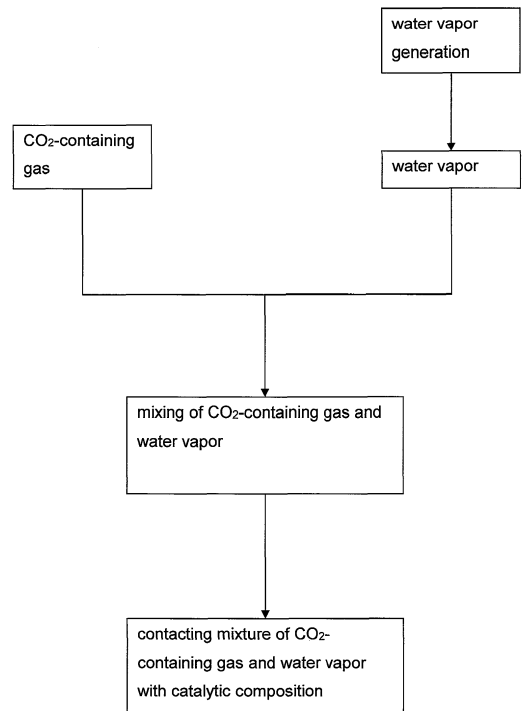 water vapor
generation
CO₂-containing
gas
water vapor
mixing of CO₂-containing gas and
water vapor
contacting mixture of CO₂-
containing gas and water vapor
with catalytic composition